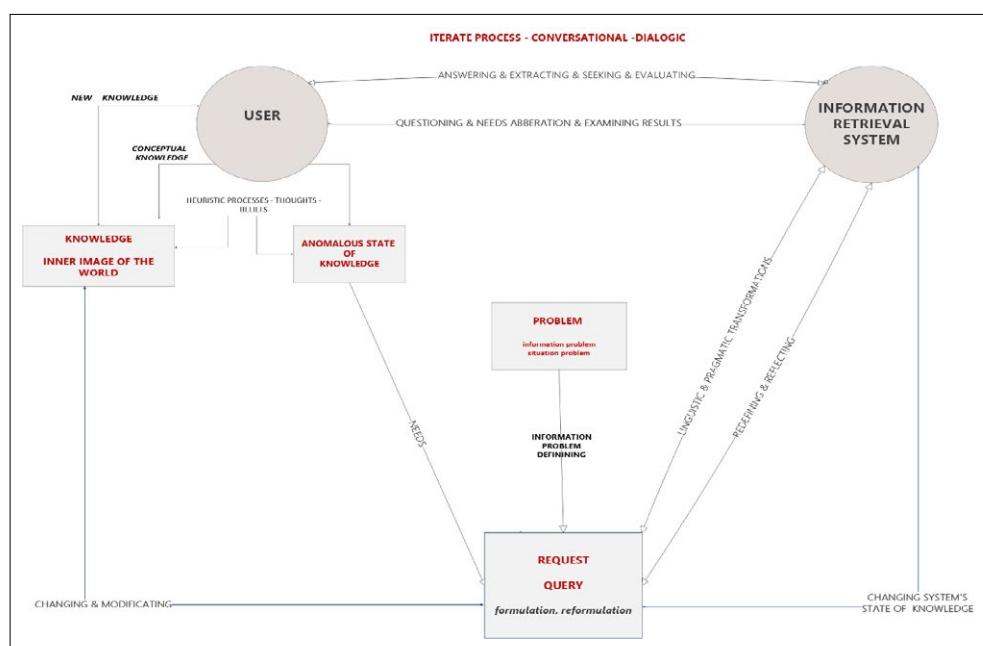 ITERATE PROCESS - CONVERSATIONAL -DIALOGIC
ANSWERING & EXTRACTING & SEEKING & EVALUATING
NEW KNOWLEDGE
USER
INFORMATION
RETRIEVAL
SYSTEM
QUESTIONING & NEEDS ABBERATION & EXAMINING RESULTS
CONCEPTUAL
KNOWLEDGE
HEURISTIC PROCESSES - THOUGHTS -
KNOWLEDGE
INNER IMAGE OF THE
WORLD
ANOMALOUS STATE
OF
KNOWLEDGE
PROBLEM
information problem
situation problem
LINGUISTIC & PRAGMATIC TRANSFORMATIONS
REDEFINING & REFLECTING
NEEDS
INFORMATION
PROBLEM
DEFININING
REQUEST
QUERY
formulation, reformulation
CHANGING & MODIFICATING
CHANGING SYSTEM'S
STATE OF KNOWLEDGE